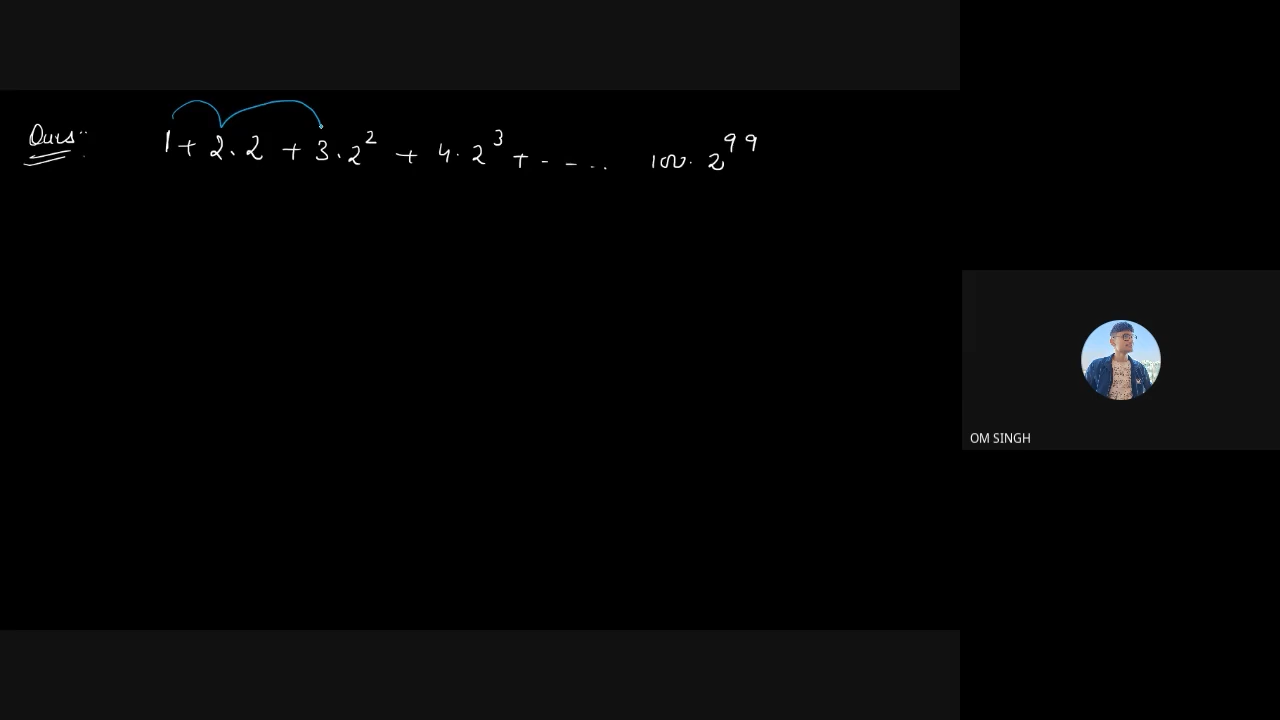 Ques:-
1 + 2·2 + 3·2² + 4·2³ + - - - .. 100· 2⁹⁹
OM SINGH